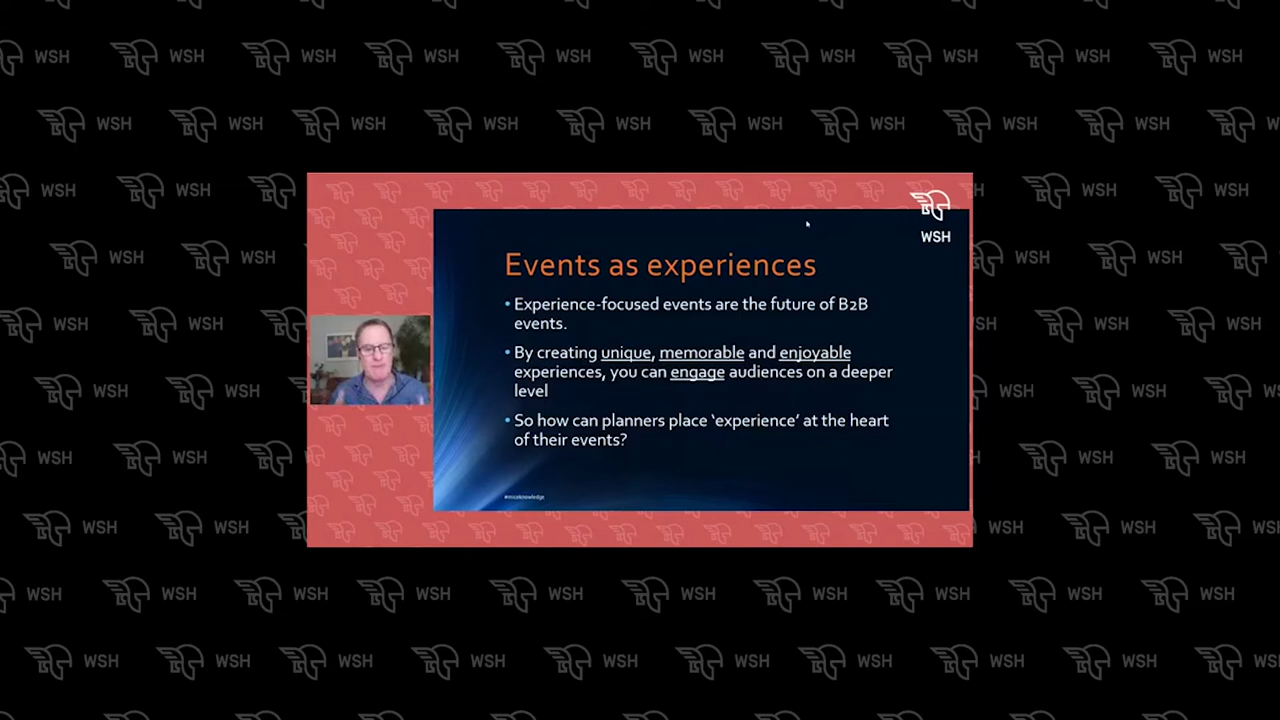 WSH
Events as experiences
• Experience-focused events are the future of B2B
events.
• By creating unique, memorable and enjoyable
experiences, you can engage audiences on a deeper
level
• So how can planners place ‘experience’ at the heart
of their events?
#miceknowledge